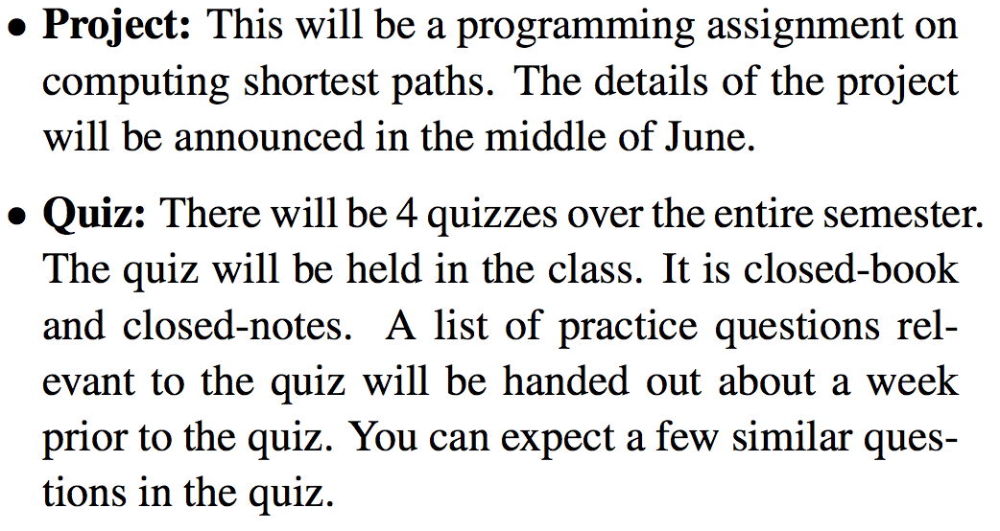 • Project: This will be a programming assignment on
computing shortest paths. The details of the project
will be announced in the middle of June.
• Quiz: There will be 4 quizzes over the entire semester.
The quiz will be held in the class. It is closed-book
and closed-notes. A list of practice questions rel-
evant to the quiz will be handed out about a week
prior to the quiz. You can expect a few similar ques-
tions in the quiz.